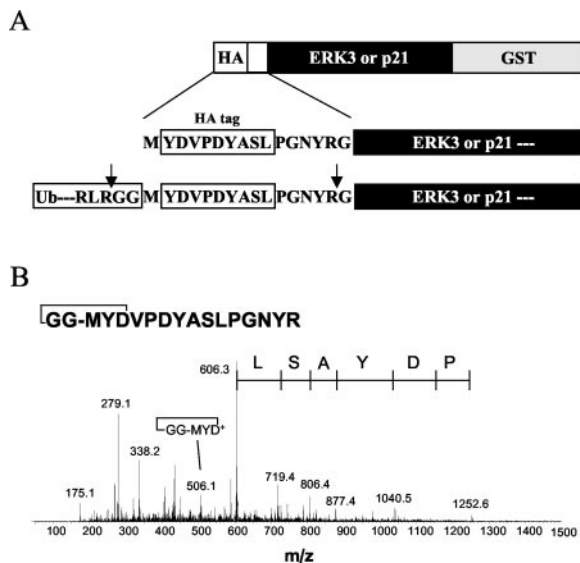 A
HA ERK3 or p21 GST
HA tag
M YDVPDYASL PGNYRG ERK3 or p21 ---
Ub---RLRGG M YDVPDYASL PGNYRG ERK3 or p21 ---
B
GG-MYDVPDYASLPGNYR
606.3 L S A Y D P
279.1
GG-MYD+
338.2
506.1
719.4
806.4
175.1
877.4
1040.5
1252.6
100 200 300 400 500 600 700 800 900 1000 1100 1200 1300 1400 1500
m/z